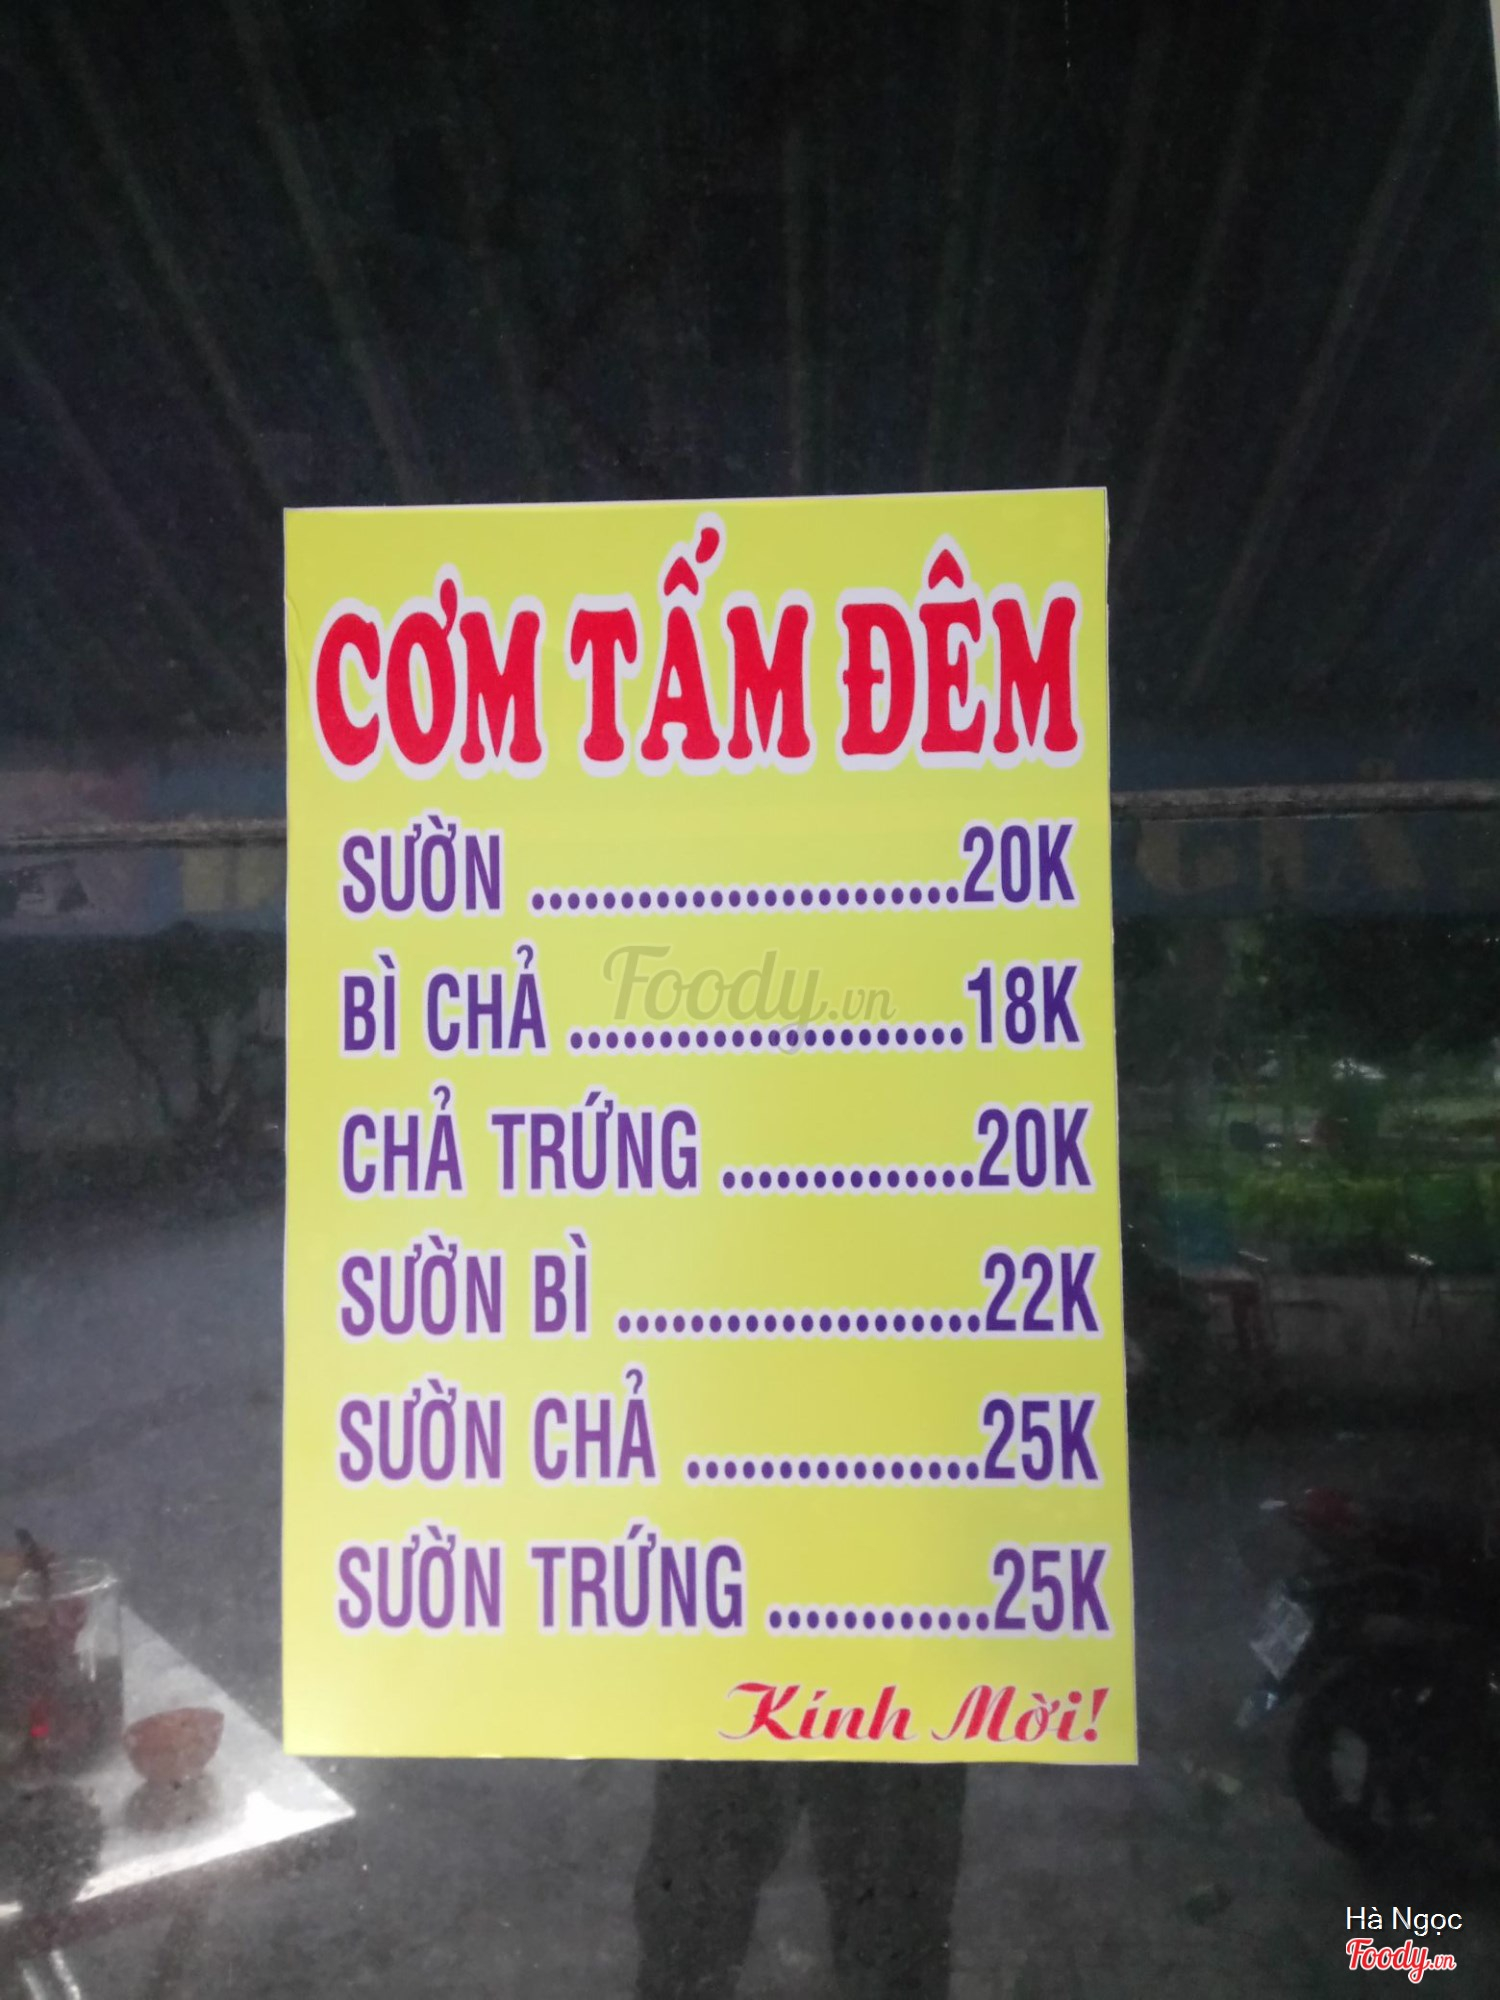 CƠM TẤM ĐÊM
SƯỜN ........................20K
BÌ CHẢ ......................18K
CHẢ TRỨNG ..............20K
SƯỜN BÌ ....................22K
SƯỜN CHẢ ................25K
SƯỜN TRỨNG ............25K
Kính Mời!
Foody.vn
Hà Ngọc
Foody.vn